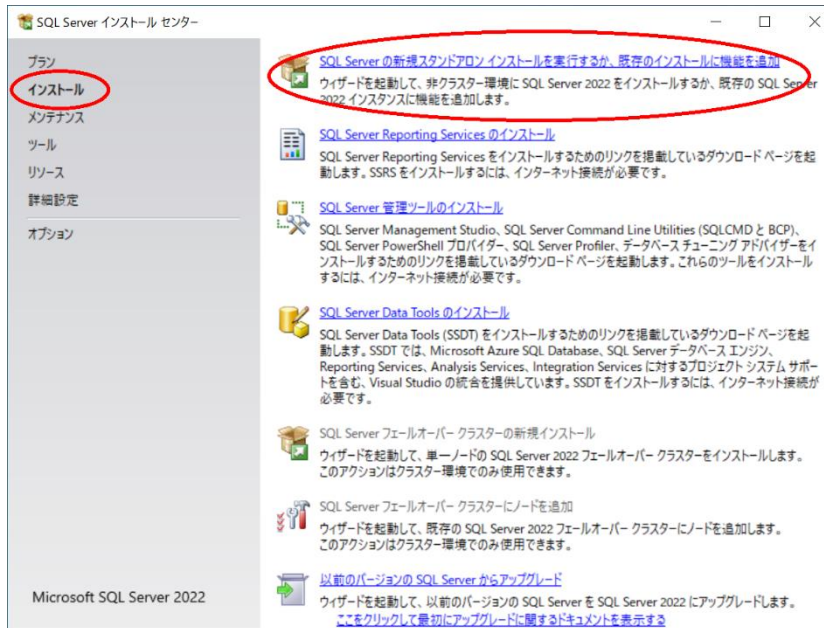 SQL Server インストール センター
プラン
インストール
メンテナンス
ツール
リソース
詳細設定
オプション
Microsoft SQL Server 2022
SQL Server の新規スタンドアロン インストールを実行するか、既存のインストールに機能を追加
ウィザードを起動して、非クラスター環境に SQL Server 2022 をインストールするか、既存の SQL Server
2022 インスタンスに機能を追加します。
SQL Server Reporting Services のインストール
SQL Server Reporting Services をインストールするためのリンクを掲載しているダウンロード ページを起
動します。SSRS をインストールするには、インターネット接続が必要です。
SQL Server 管理ツールのインストール
SQL Server Management Studio、SQL Server Command Line Utilities (SQLCMD と BCP)、
SQL Server PowerShell プロバイダー、SQL Server Profiler、データベース チューニング アドバイザーをイ
ンストールするためのリンクを掲載しているダウンロード ページを起動します。これらのツールをインストール
するには、インターネット接続が必要です。
SQL Server Data Tools のインストール
SQL Server Data Tools (SSDT) をインストールするためのリンクを掲載しているダウンロード ページを起
動します。SSDT では、Microsoft Azure SQL Database、SQL Server データベース エンジン、
Reporting Services、Analysis Services、Integration Services に対するプロジェクト システム サポー
トを含む、Visual Studio の統合を提供しています。SSDT をインストールするには、インターネット接続が
必要です。
SQL Server フェールオーバー クラスターの新規インストール
ウィザードを起動して、単一ノードの SQL Server 2022 フェールオーバー クラスターをインストールします。
このアクションはクラスター環境でのみ使用できます。
SQL Server フェールオーバー クラスターにノードを追加
ウィザードを起動して、既存の SQL Server 2022 フェールオーバー クラスターにノードを追加します。
このアクションはクラスター環境でのみ使用できます。
以前のバージョンの SQL Server からアップグレード
ウィザードを起動して、以前のバージョンの SQL Server を SQL Server 2022 にアップグレードします。
ここをクリックして最初にアップグレードに関するドキュメントを表示する